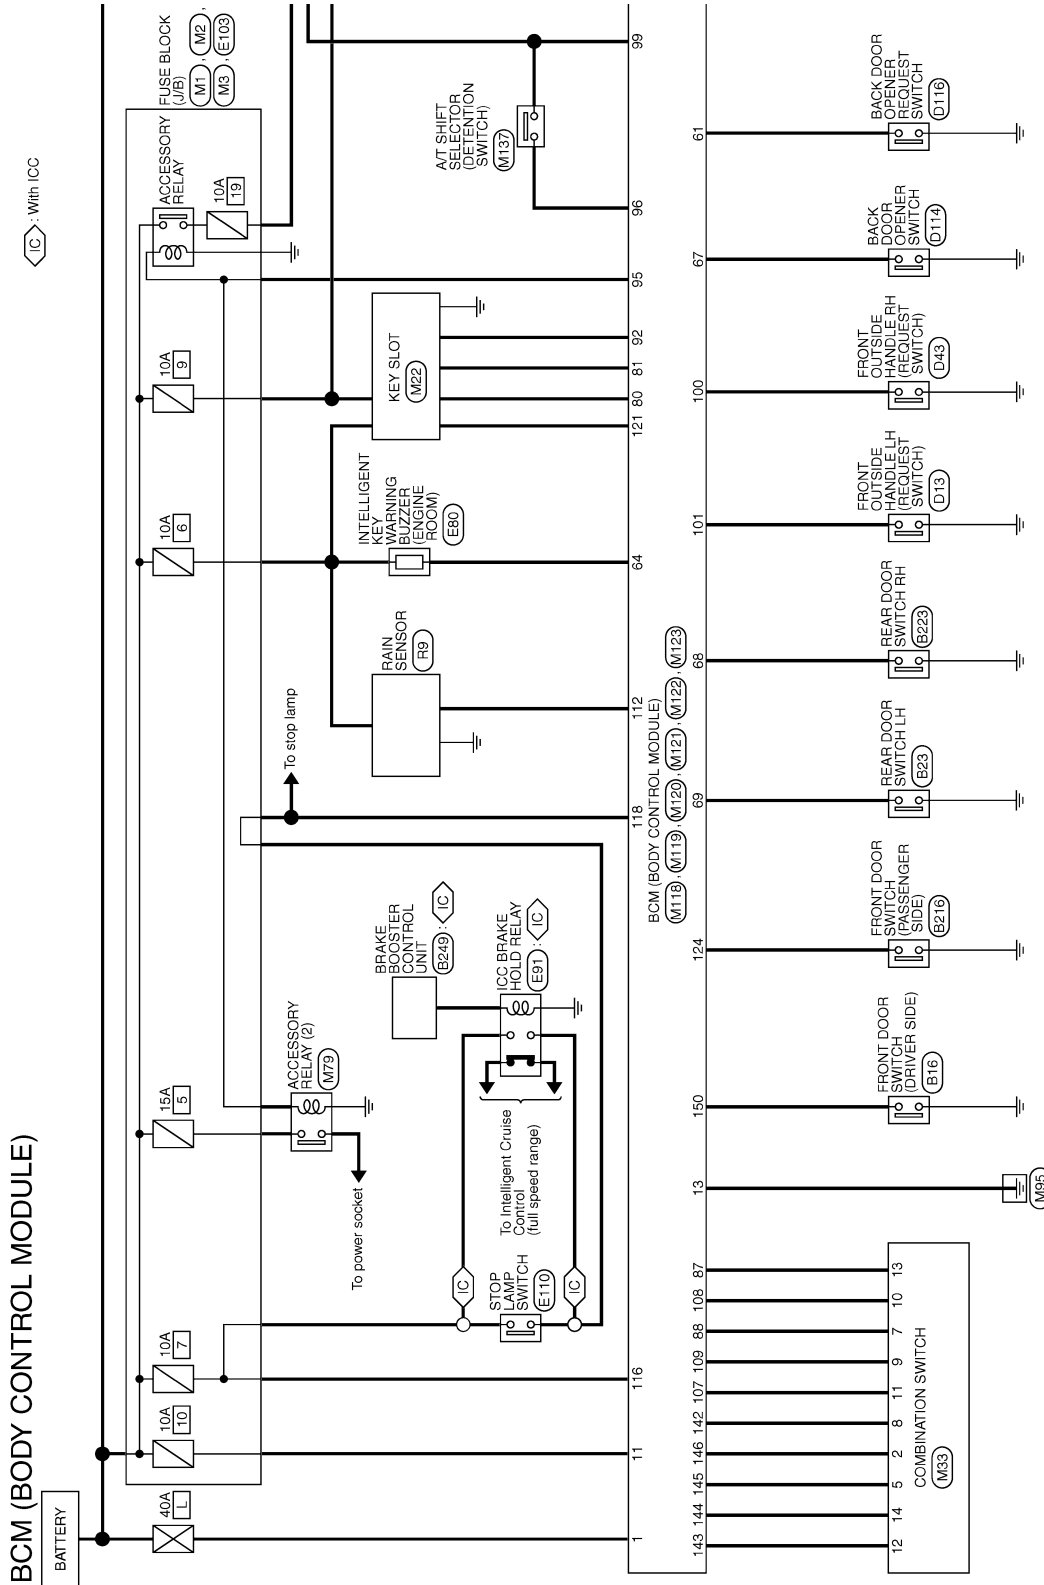 BCM (BODY CONTROL MODULE)
IC : With ICC
BATTERY
40A
L
10A
10
10A
7
15A
5
10A
6
10A
9
ACCESSORY
RELAY
10A
19
FUSE BLOCK
(J/B)
M1 , M2 ,
M3 , E103
To power socket
ACCESSORY
RELAY (2)
M79
BRAKE
BOOSTER
CONTROL
UNIT
B249 : IC
ICC BRAKE
HOLD RELAY
E91 : IC
To Intelligent Cruise
Control
(full speed range)
IC
STOP
LAMP
SWITCH
E110
IC
To stop lamp
RAIN
SENSOR
R9
INTELLIGENT
KEY
WARNING
BUZZER
(ENGINE
ROOM)
E80
KEY SLOT
M22
A/T SHIFT
SELECTOR
(DETENTION
SWITCH)
M137
1
11
116
118
112
64
121
80
81
92
95
96
99
BCM (BODY CONTROL MODULE)
M118 , M119 , M120 , M121 , M122 , M123
143
144
145
146
142
107
109
88
108
87
13
150
124
69
68
101
100
67
61
12
14
5
2
8
11
9
7
10
13
COMBINATION SWITCH
M33
M95
FRONT DOOR
SWITCH
(DRIVER SIDE)
B16
FRONT DOOR
SWITCH
(PASSENGER
SIDE)
B216
REAR DOOR
SWITCH LH
B23
REAR DOOR
SWITCH RH
B223
FRONT
OUTSIDE
HANDLE LH
(REQUEST
SWITCH)
D13
FRONT
OUTSIDE
HANDLE RH
(REQUEST
SWITCH)
D43
BACK
DOOR
OPENER
SWITCH
D114
BACK DOOR
OPENER
REQUEST
SWITCH
D116